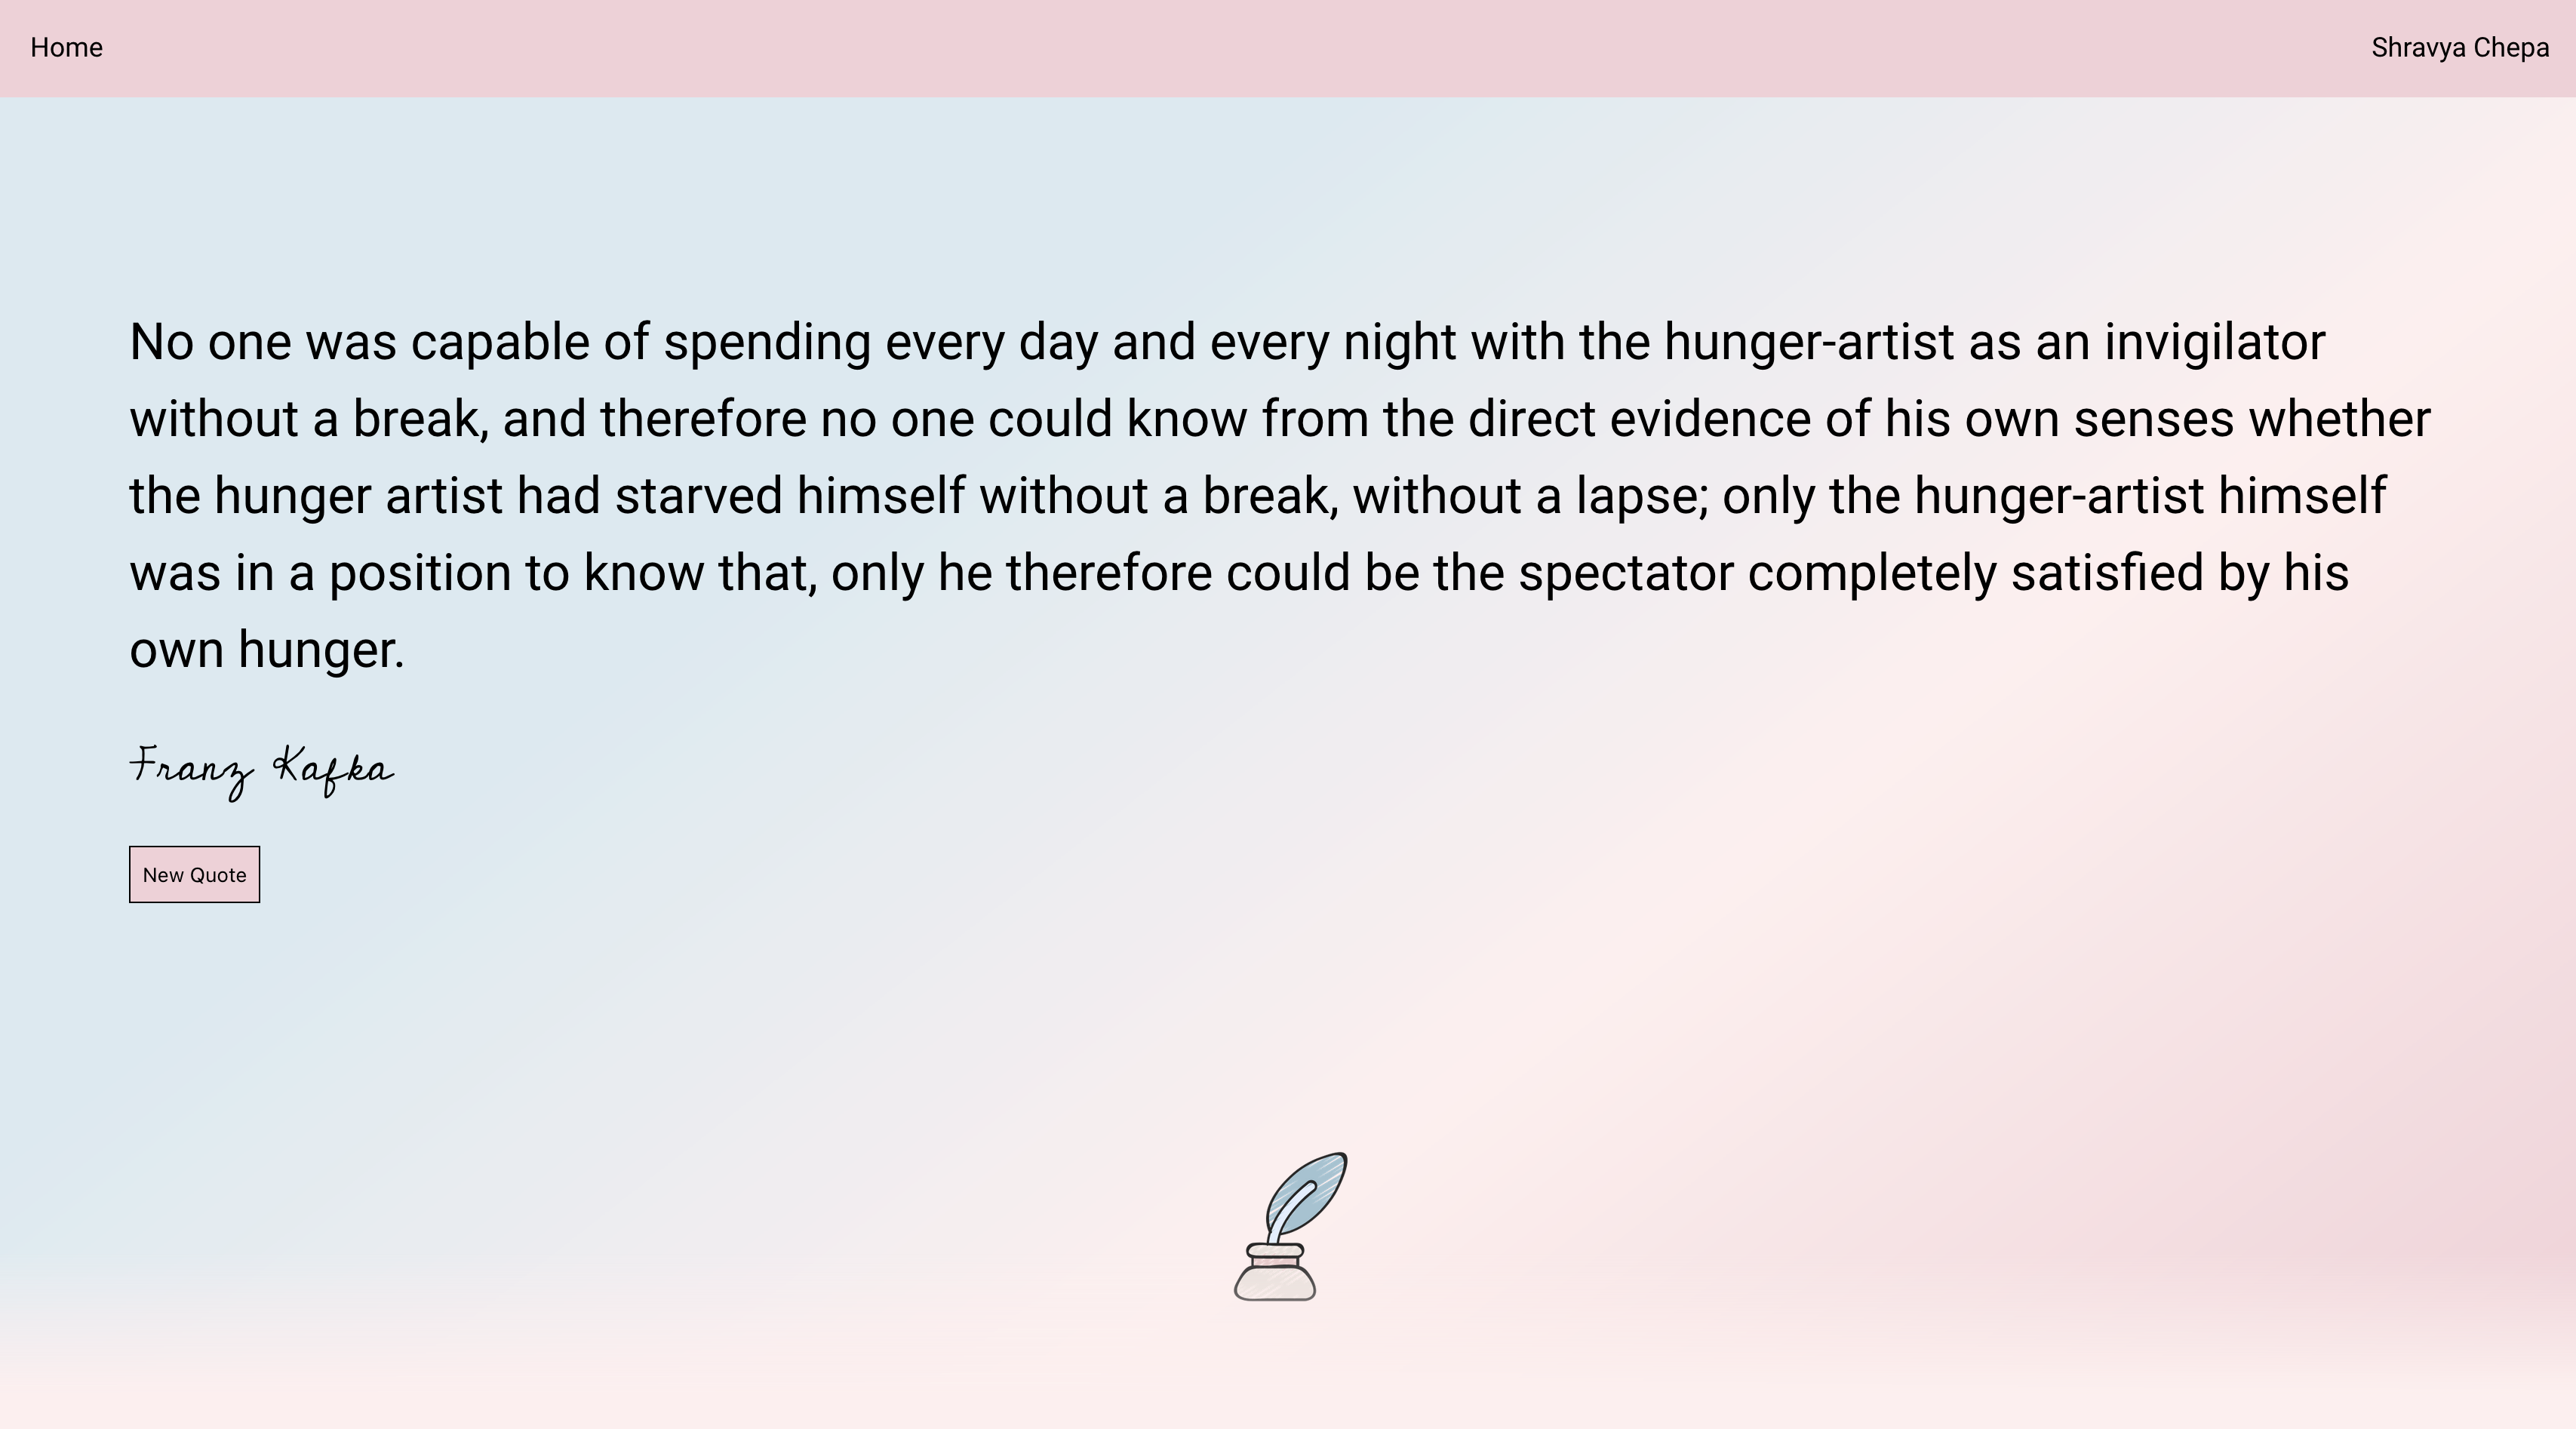 Home
Shravya Chepa
No one was capable of spending every day and every night with the hunger-artist as an invigilator
without a break, and therefore no one could know from the direct evidence of his own senses whether
the hunger artist had starved himself without a break, without a lapse; only the hunger-artist himself
was in a position to know that, only he therefore could be the spectator completely satisfied by his
own hunger.
Franz Kafka
New Quote